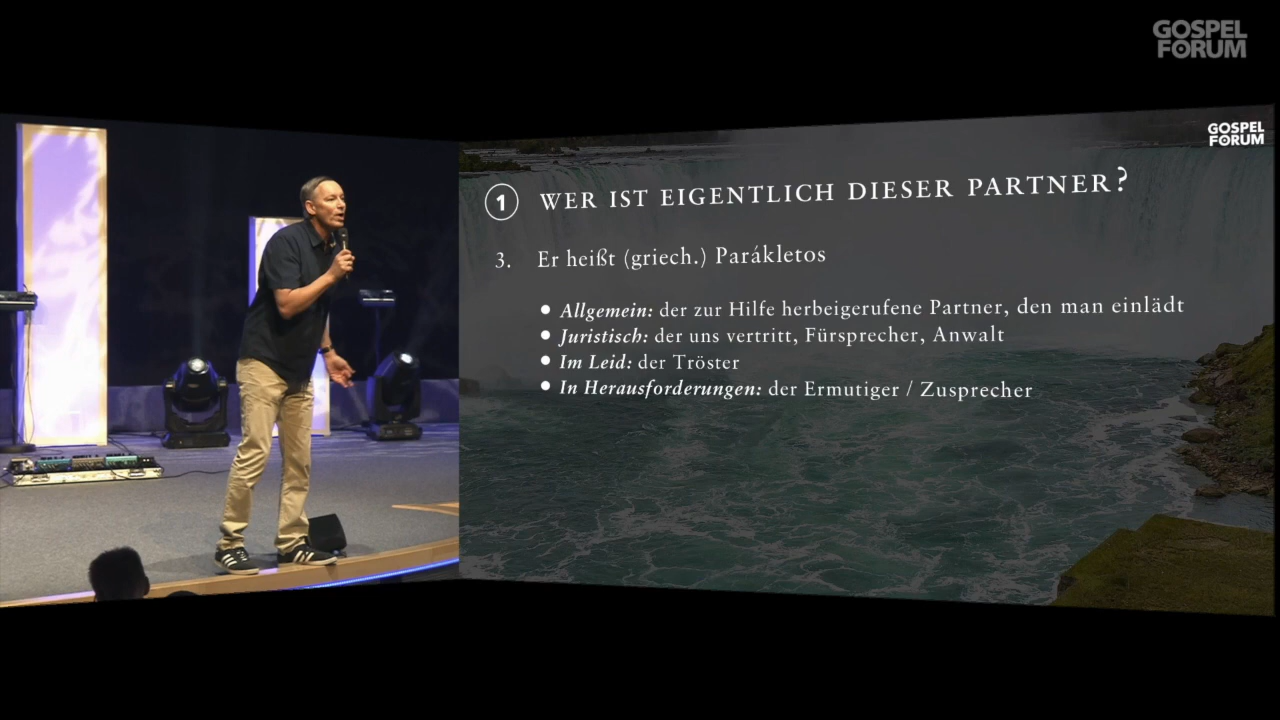 GOSPEL
FORUM
GOSPEL
FORUM
1 WER IST EIGENTLICH DIESER PARTNER?
3. Er heißt (griech.) Parákletos
• Allgemein: der zur Hilfe herbeigerufene Partner, den man einlädt
• Juristisch: der uns vertritt, Fürsprecher, Anwalt
• Im Leid: der Tröster
• In Herausforderungen: der Ermutiger / Zusprecher